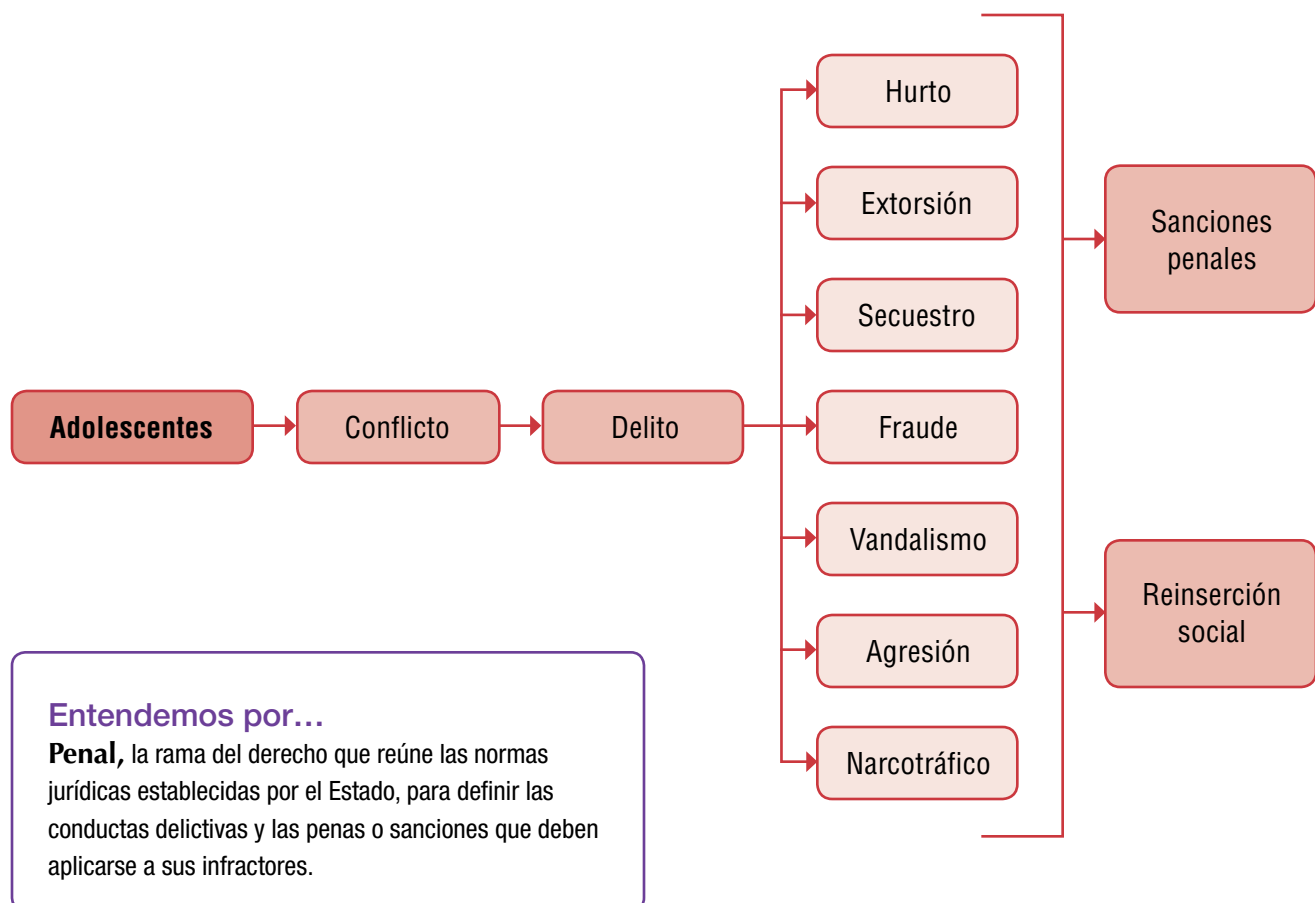 Adolescentes
Conflicto
Delito
Hurto
Extorsión
Secuestro
Fraude
Vandalismo
Agresión
Narcotráfico
Sanciones
penales
Reinserción
social
Entendemos por…
Penal, la rama del derecho que reúne las normas
jurídicas establecidas por el Estado, para definir las
conductas delictivas y las penas o sanciones que deben
aplicarse a sus infractores.